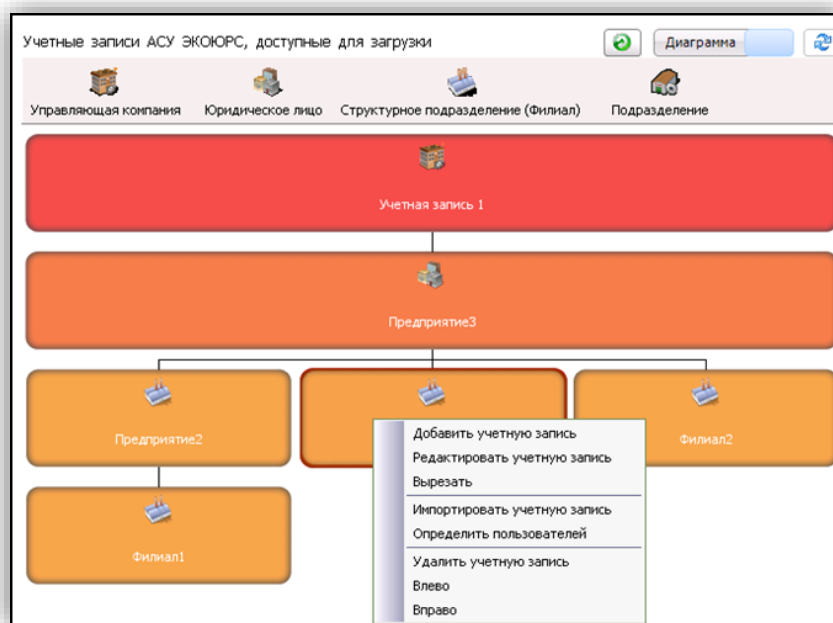 Учетные записи АСУ ЭКОЮРС, доступные для загрузки
Диаграмма
Управляющая компания
Юридическое лицо
Структурное подразделение (Филиал)
Подразделение
Учетная запись 1
Предприятие3
Предприятие2
Филиал2
Филиал1
Добавить учетную запись
Редактировать учетную запись
Вырезать
Импортировать учетную запись
Определить пользователей
Удалить учетную запись
Влево
Вправо